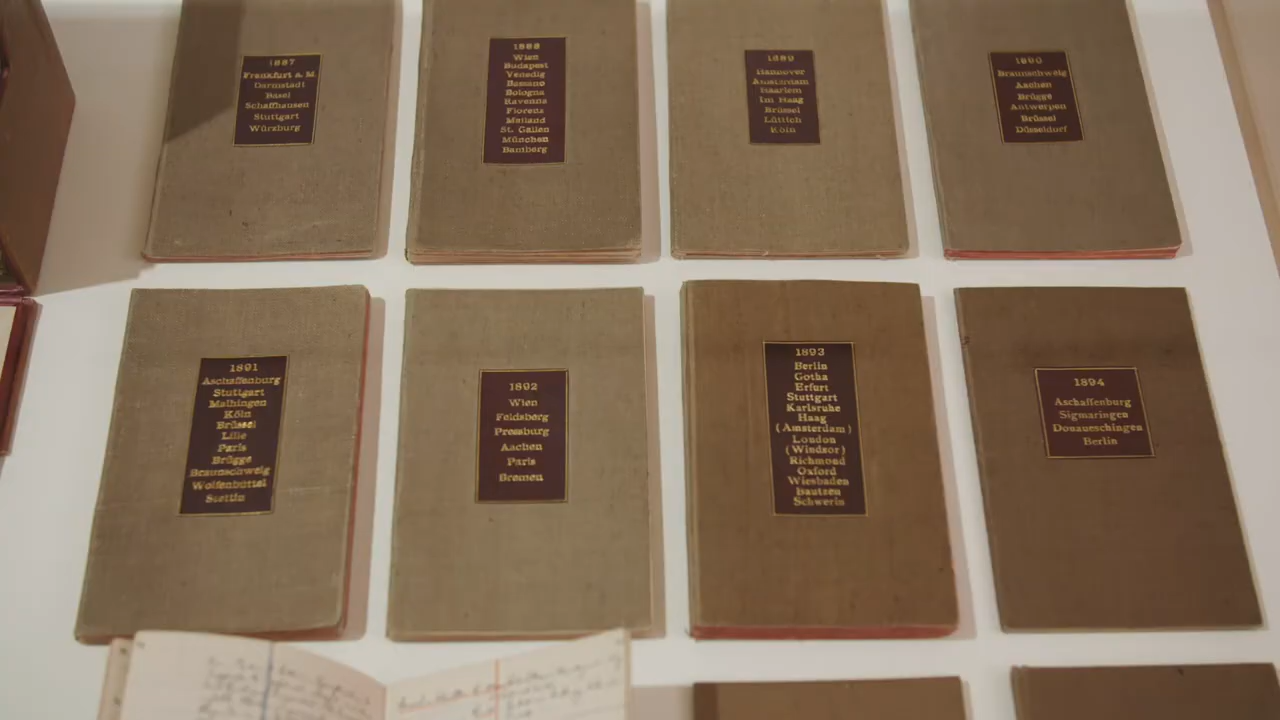 1887
Frankfurt a. M.
Darmstadt
Basel
Schaffhausen
Stuttgart
Würzburg
1888
Wien
Budapest
Venedig
Bassano
Bologna
Ravenna
Florenz
Mailand
St. Gallen
München
Bamberg
1889
Hannover
Amsterdam
Haarlem
Im Haag
Brüssel
Lüttich
Köln
1890
Braunschweig
Aachen
Brügge
Antwerpen
Brüssel
Düsseldorf
1891
Aschaffenburg
Stuttgart
Maihingen
Köln
Brüssel
Lille
Paris
Brügge
Braunschweig
Wolfenbüttel
Stettin
1892
Wien
Feldsberg
Pressburg
Aachen
Paris
Bremen
1893
Berlin
Gotha
Erfurt
Stuttgart
Karlsruhe
Haag
(Amsterdam)
London
(Windsor)
Richmond
Oxford
Wiesbaden
Bautzen
Schwerin
1894
Aschaffenburg
Sigmaringen
Donaueschingen
Berlin